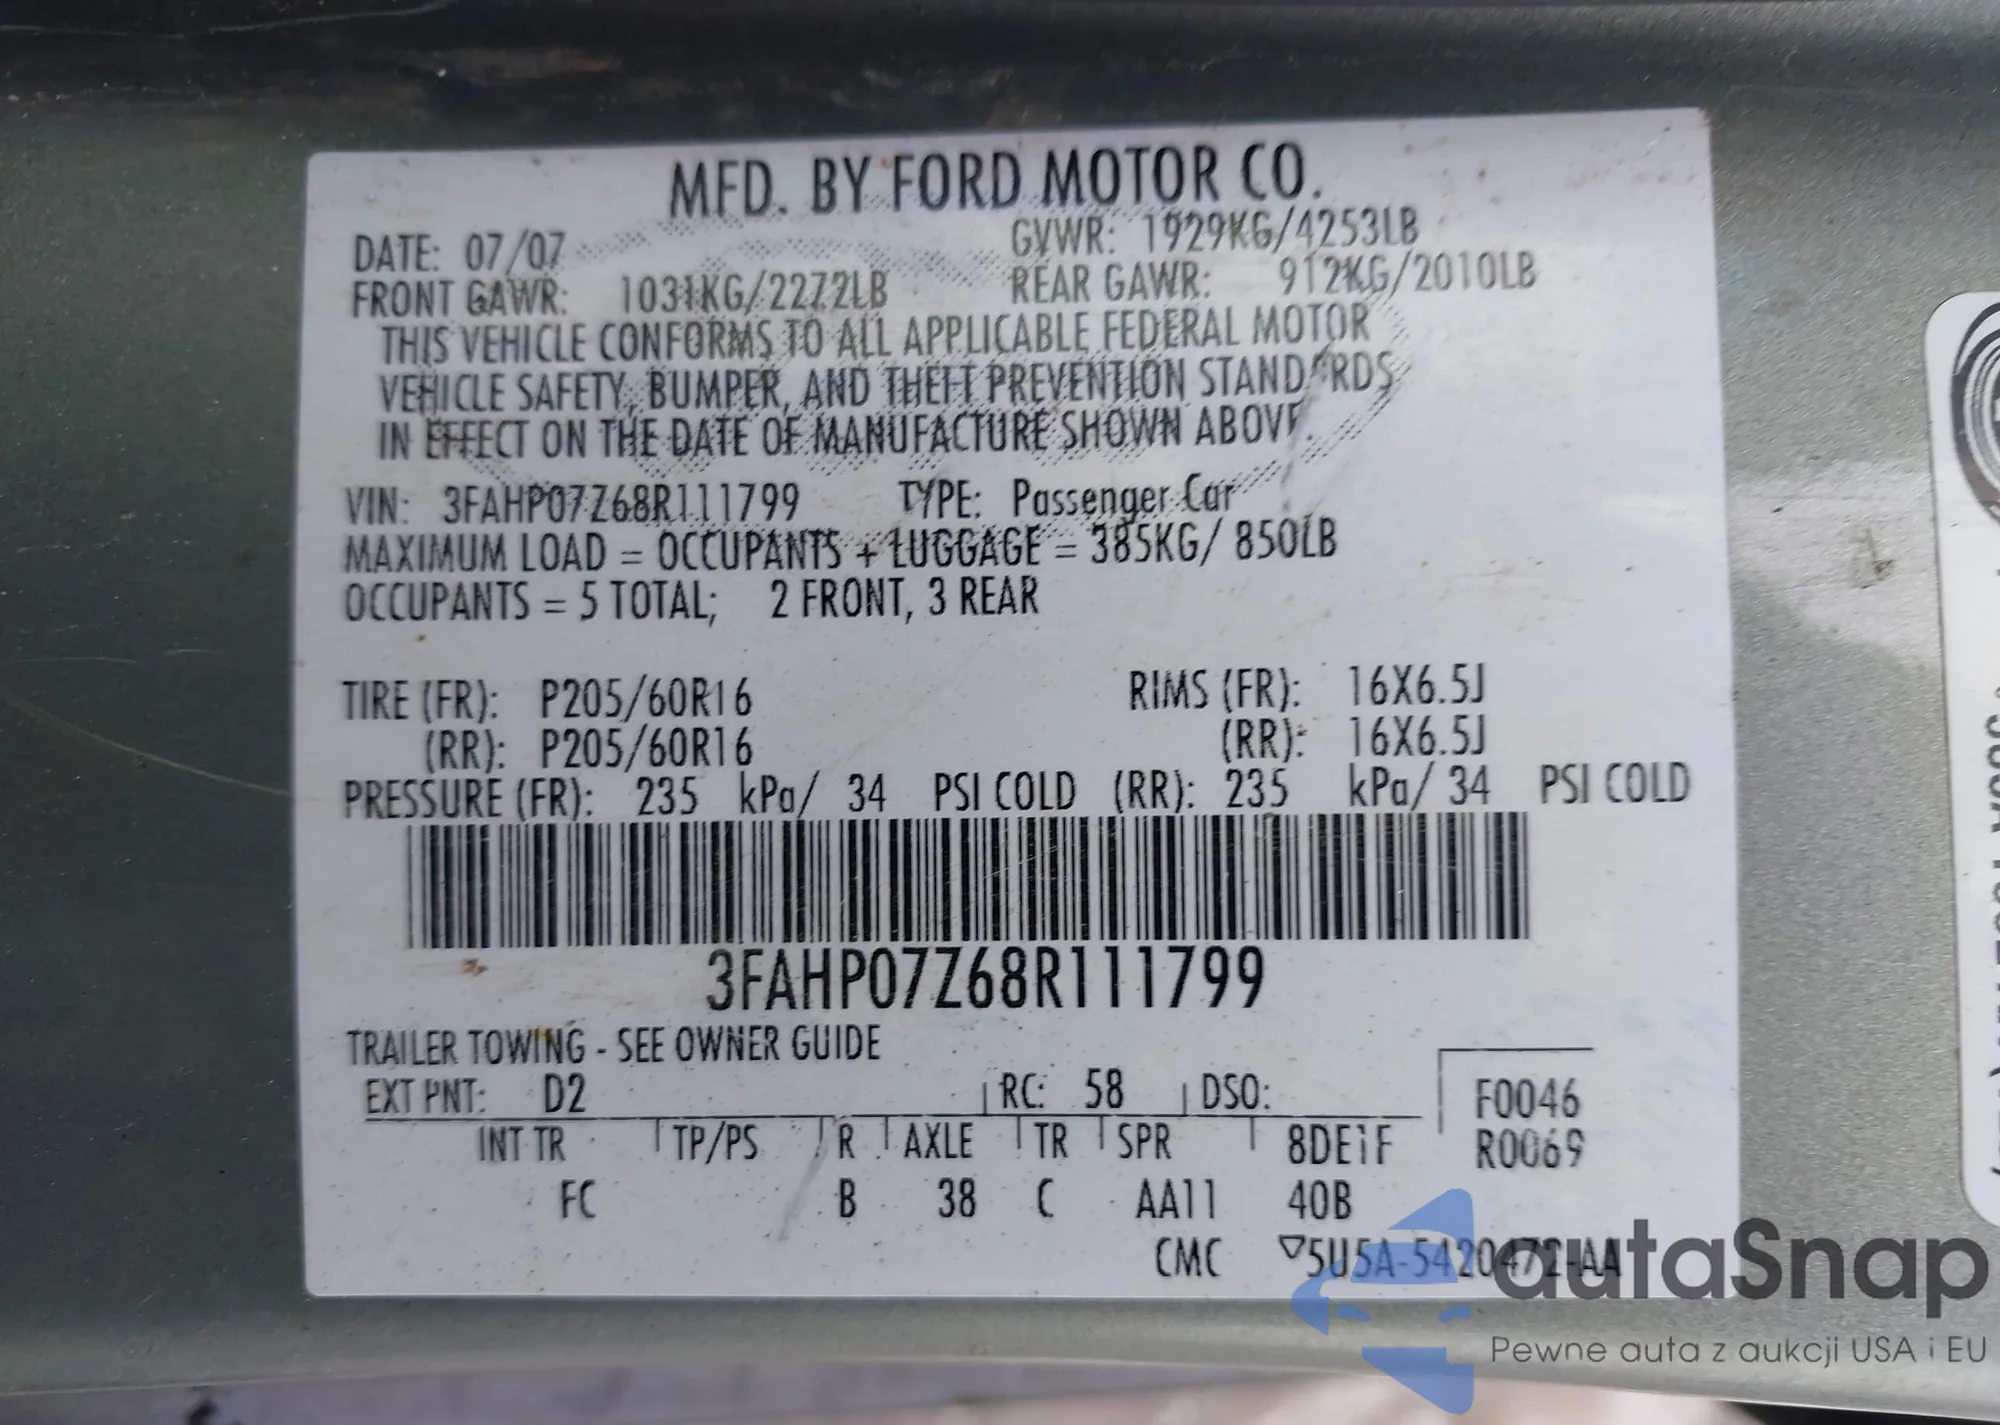 MFD. BY FORD MOTOR CO.
DATE: 07/07 GVWR: 1929KG/4253LB
FRONT GAWR: 1031KG/2272LB REAR GAWR: 912KG/2010LB
THIS VEHICLE CONFORMS TO ALL APPLICABLE FEDERAL MOTOR
VEHICLE SAFETY, BUMPER, AND THEFT PREVENTION STANDARDS
IN EFFECT ON THE DATE OF MANUFACTURE SHOWN ABOVE.
VIN: 3FAHP07Z68R111799 TYPE: Passenger Car
MAXIMUM LOAD = OCCUPANTS + LUGGAGE = 385KG/ 850LB
OCCUPANTS = 5 TOTAL; 2 FRONT, 3 REAR
TIRE (FR): P205/60R16 RIMS (FR): 16X6.5J
(RR): P205/60R16 (RR): 16X6.5J
PRESSURE (FR): 235 kPa/ 34 PSI COLD (RR): 235 kPa/ 34 PSI COLD
3FAHP07Z68R111799
TRAILER TOWING - SEE OWNER GUIDE
EXT PNT: D2 RC: 58 DSO: F0046
INT TR TP/PS R AXLE TR SPR 8DE1F R0069
FC B 38 C AA11 40B
CMC ▽5U5A-5420472-AA
autaSnap
Pewne auta z aukcji USA i EU